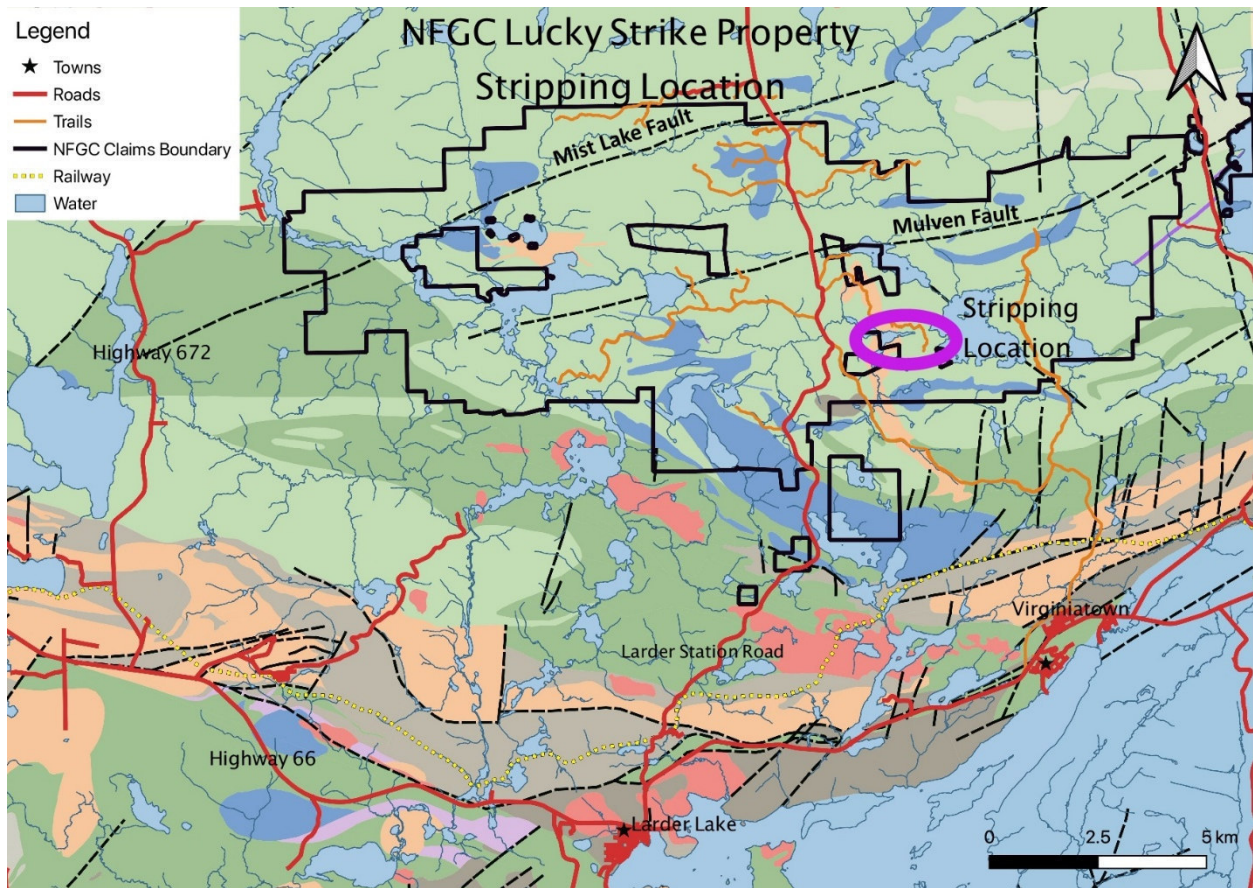 NFGC Lucky Strike Property
Stripping Location
Legend
Towns
Roads
Trails
NFGC Claims Boundary
Railway
Water
Mist Lake Fault
Mulven Fault
Stripping
Location
Highway 672
Virginiatown
Larder Station Road
Highway 66
Larder Lake
0 2.5 5 km